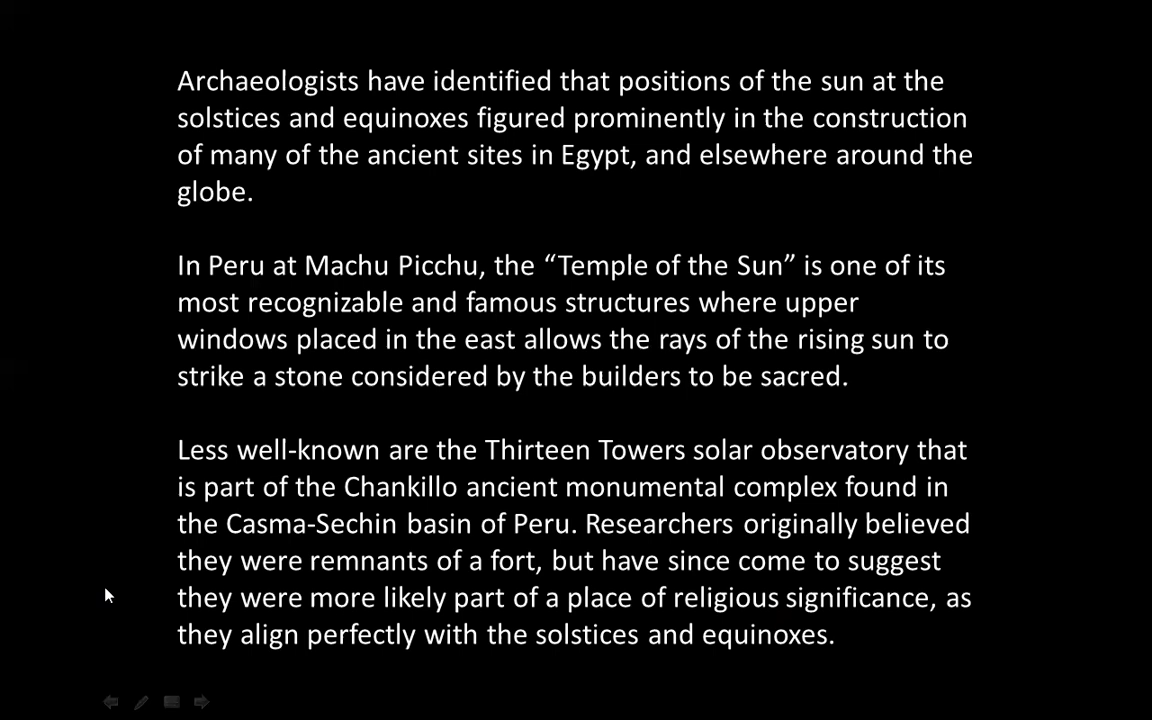 Archaeologists have identified that positions of the sun at the
solstices and equinoxes figured prominently in the construction
of many of the ancient sites in Egypt, and elsewhere around the
globe.
In Peru at Machu Picchu, the “Temple of the Sun” is one of its
most recognizable and famous structures where upper
windows placed in the east allows the rays of the rising sun to
strike a stone considered by the builders to be sacred.
Less well-known are the Thirteen Towers solar observatory that
is part of the Chankillo ancient monumental complex found in
the Casma-Sechin basin of Peru. Researchers originally believed
they were remnants of a fort, but have since come to suggest
they were more likely part of a place of religious significance, as
they align perfectly with the solstices and equinoxes.